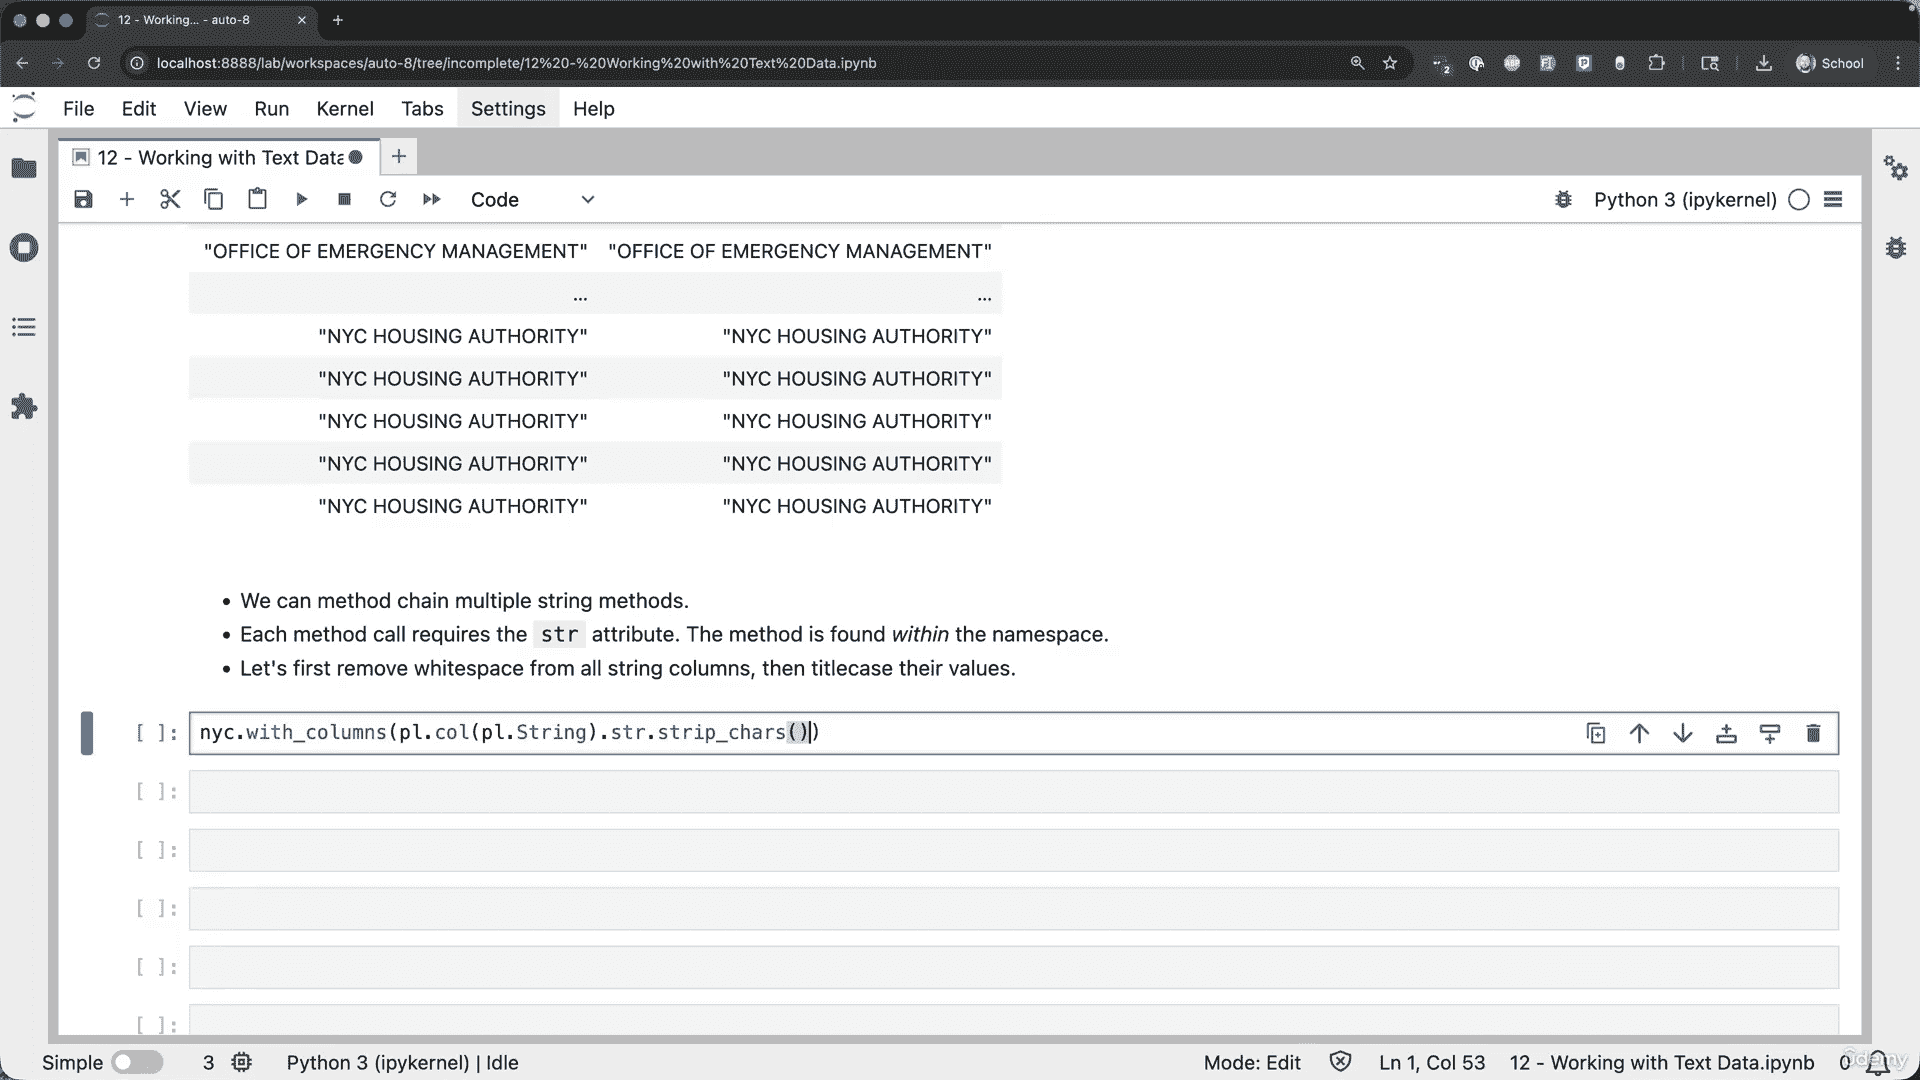 12 - Working... - auto-8
localhost:8888/lab/workspaces/auto-8/tree/incomplete/12%20-%20Working%20with%20Text%20Data.ipynb
2
ABP
School
File Edit View Run Kernel Tabs Settings Help
12 - Working with Text Data
Code
Python 3 (ipykernel)
"OFFICE OF EMERGENCY MANAGEMENT" "OFFICE OF EMERGENCY MANAGEMENT"
... ...
"NYC HOUSING AUTHORITY" "NYC HOUSING AUTHORITY"
"NYC HOUSING AUTHORITY" "NYC HOUSING AUTHORITY"
"NYC HOUSING AUTHORITY" "NYC HOUSING AUTHORITY"
"NYC HOUSING AUTHORITY" "NYC HOUSING AUTHORITY"
"NYC HOUSING AUTHORITY" "NYC HOUSING AUTHORITY"
• We can method chain multiple string methods.
• Each method call requires the str attribute. The method is found within the namespace.
• Let's first remove whitespace from all string columns, then titlecase their values.
[ ]: nyc.with_columns(pl.col(pl.String).str.strip_chars())
[ ]:
[ ]:
[ ]:
[ ]:
[ ]:
Simple 3 Python 3 (ipykernel) | Idle Mode: Edit Ln 1, Col 53 12 - Working with Text Data.ipynb 0
udemy